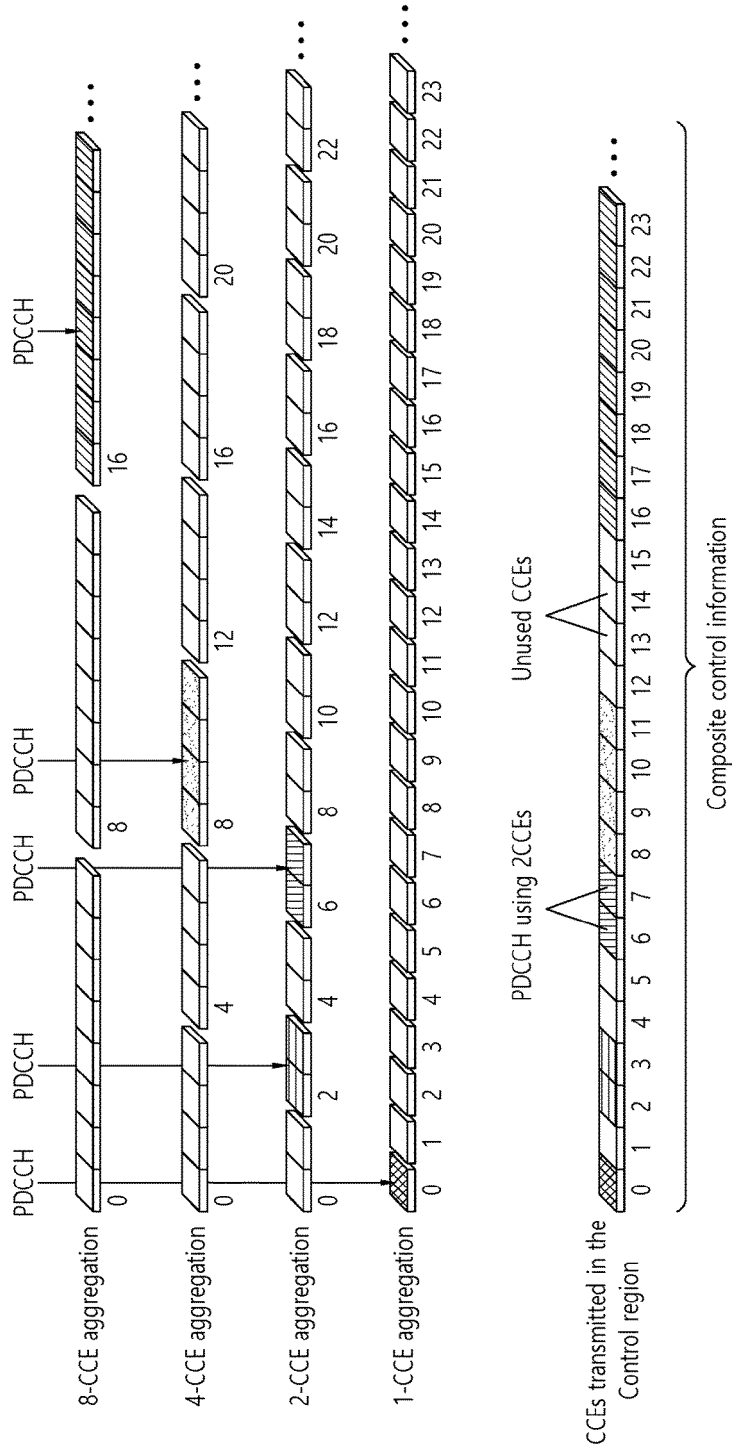 PDCCH PDCCH PDCCH PDCCH PDCCH
8-CCE aggregation
0 8 16
4-CCE aggregation
0 4 8 12 16 20
2-CCE aggregation
0 2 4 6 8 10 12 14 16 18 20 22
1-CCE aggregation
0 1 2 3 4 5 6 7 8 9 10 11 12 13 14 15 16 17 18 19 20 21 22 23
PDCCH using 2CCEs
Unused CCEs
CCEs transmitted in the
Control region
0 1 2 3 4 5 6 7 8 9 10 11 12 13 14 15 16 17 18 19 20 21 22 23
Composite control information